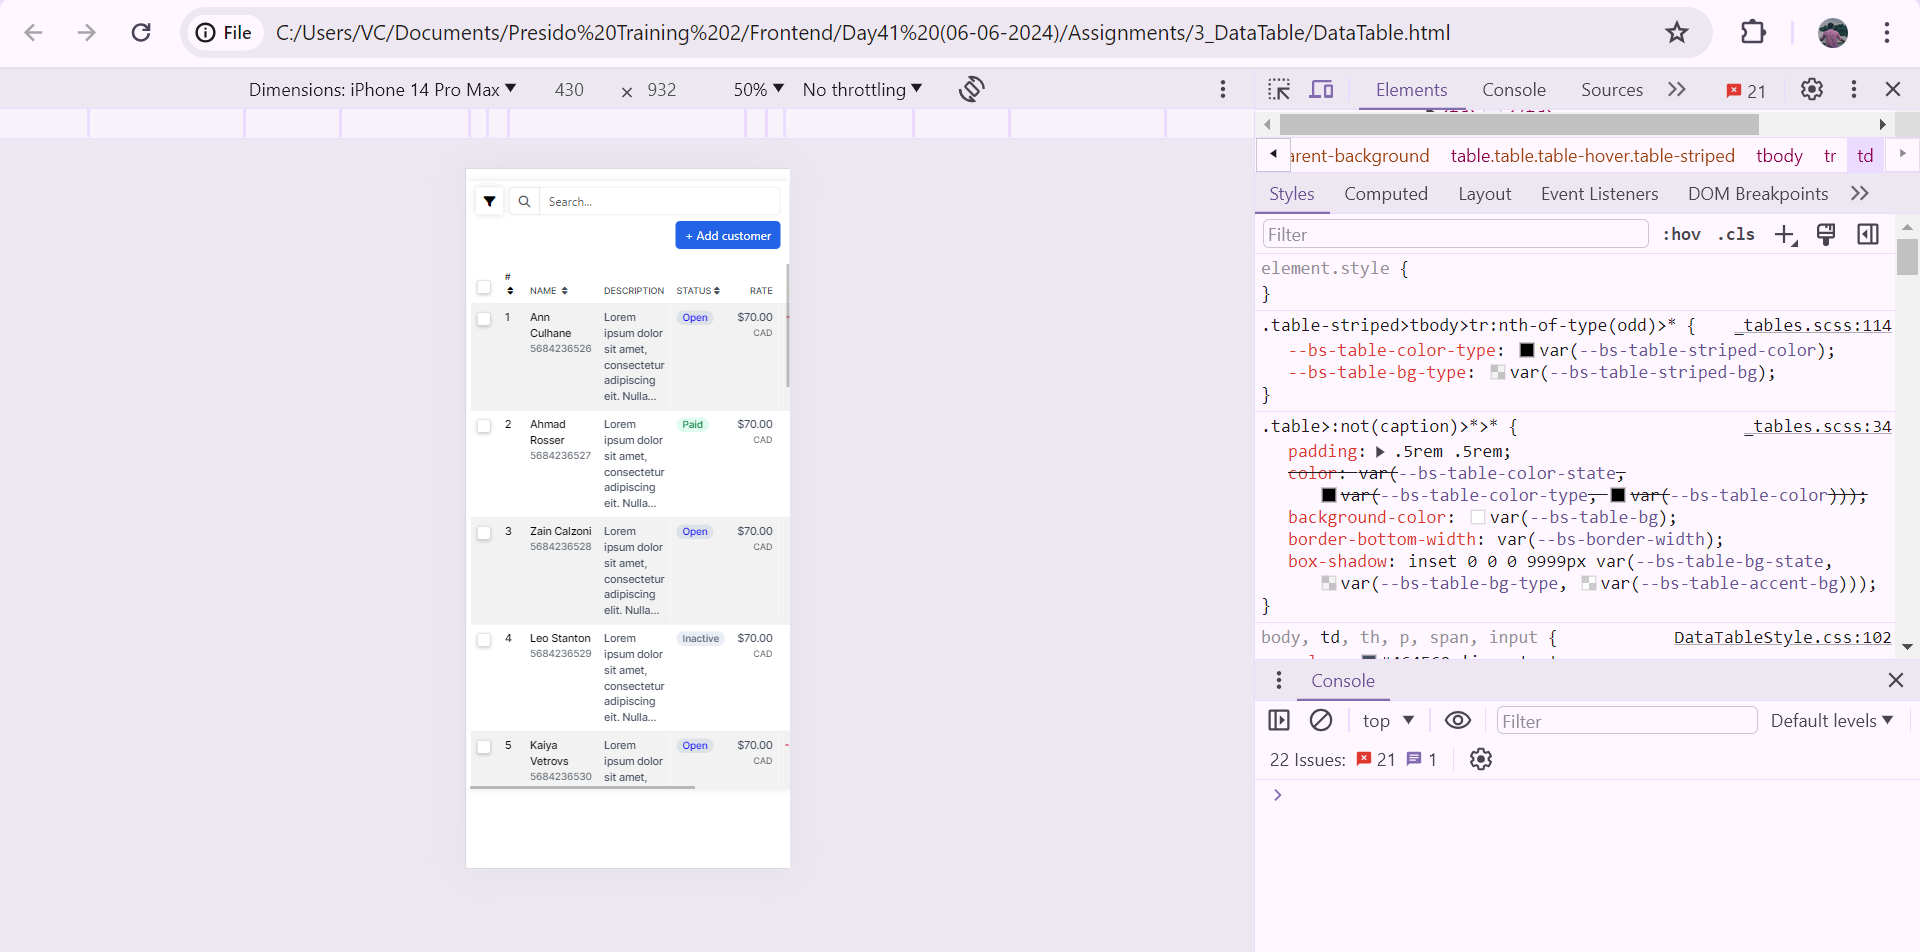 File C:/Users/VC/Documents/Presido%20Training%202/Frontend/Day41%20(06-06-2024)/Assignments/3_DataTable/DataTable.html
Dimensions: iPhone 14 Pro Max 430 × 932 50% No throttling
Search...
+ Add customer
# NAME DESCRIPTION STATUS RATE
1 Ann Culhane 5684236526 Lorem ipsum dolor sit amet, consectetur adipiscing eit. Nulla... Open $70.00 CAD
2 Ahmad Rosser 5684236527 Lorem ipsum dolor sit amet, consectetur adipiscing eit. Nulla... Paid $70.00 CAD
3 Zain Calzoni 5684236528 Lorem ipsum dolor sit amet, consectetur adipiscing elit. Nulla... Open $70.00 CAD
4 Leo Stanton 5684236529 Lorem ipsum dolor sit amet, consectetur adipiscing eit. Nulla... Inactive $70.00 CAD
5 Kaiya Vetrovs 5684236530 Lorem ipsum dolor sit amet, Open $70.00 CAD
Elements Console Sources 21
arent-background table.table.table-hover.table-striped tbody tr td
Styles Computed Layout Event Listeners DOM Breakpoints
Filter :hov .cls
element.style {
}
.table-striped>tbody>tr:nth-of-type(odd)>* { _tables.scss:114
--bs-table-color-type: var(--bs-table-striped-color);
--bs-table-bg-type: var(--bs-table-striped-bg);
}
.table>:not(caption)>*>* { _tables.scss:34
padding: .5rem .5rem;
color: var(--bs-table-color-state,
var(--bs-table-color-type, var(--bs-table-color)));
background-color: var(--bs-table-bg);
border-bottom-width: var(--bs-border-width);
box-shadow: inset 0 0 0 9999px var(--bs-table-bg-state,
var(--bs-table-bg-type, var(--bs-table-accent-bg)));
}
body, td, th, p, span, input { DataTableStyle.css:102
Console
top Filter Default levels
22 Issues: 21 1